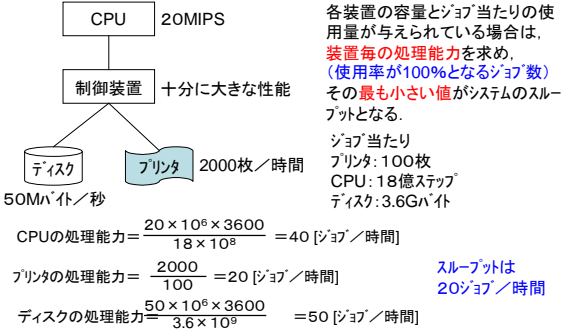 CPU 20MIPS
制御装置 十分に大きな性能
ディスク プリンタ 2000枚／時間
50Mバイト／秒
各装置の容量とジョブ当たりの使
用量が与えられている場合は,
装置毎の処理能力を求め,
（使用率が100%となるジョブ数）
その最も小さい値がシステムのスルー
プットとなる.
ジョブ当たり
プリンタ：100枚
CPU：18億ステップ
ディスク：3.6Gバイト
CPUの処理能力＝ 20×10⁶×3600 / 18×10⁸ ＝40 [ジョブ／時間]
プリンタの処理能力＝ 2000 / 100 ＝20 [ジョブ／時間]
ディスクの処理能力＝ 50×10⁶×3600 / 3.6×10⁹ ＝50 [ジョブ／時間]
スループットは
20ジョブ／時間